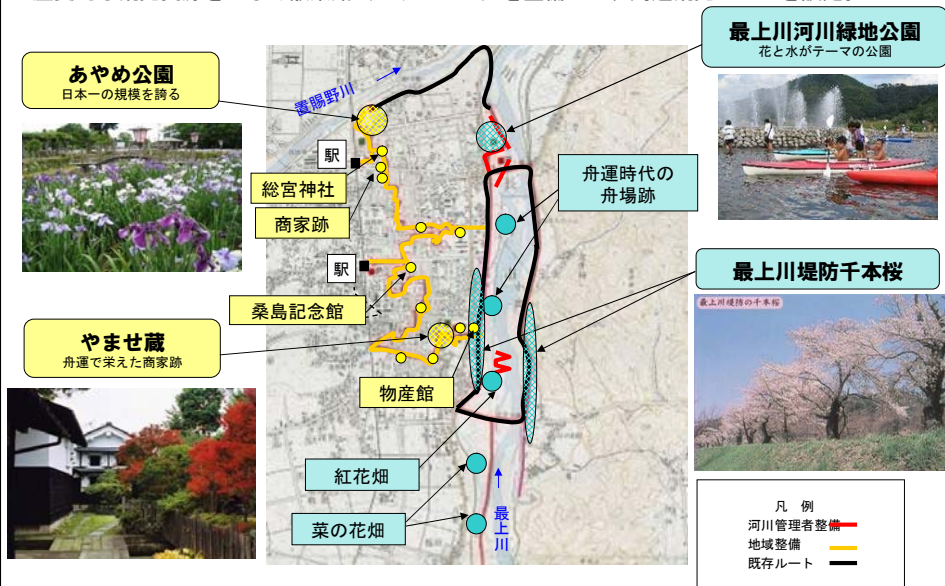 最上川河川緑地公園
花と水がテーマの公園
あやめ公園
日本一の規模を誇る
置賜野川
駅
総宮神社
商家跡
舟運時代の
舟場跡
駅
桑島記念館
最上川堤防千本桜
最上川堤防の千本桜
やませ蔵
舟運で栄えた商家跡
物産館
紅花畑
菜の花畑
最上川
凡 例
河川管理者整備
地域整備
既存ルート